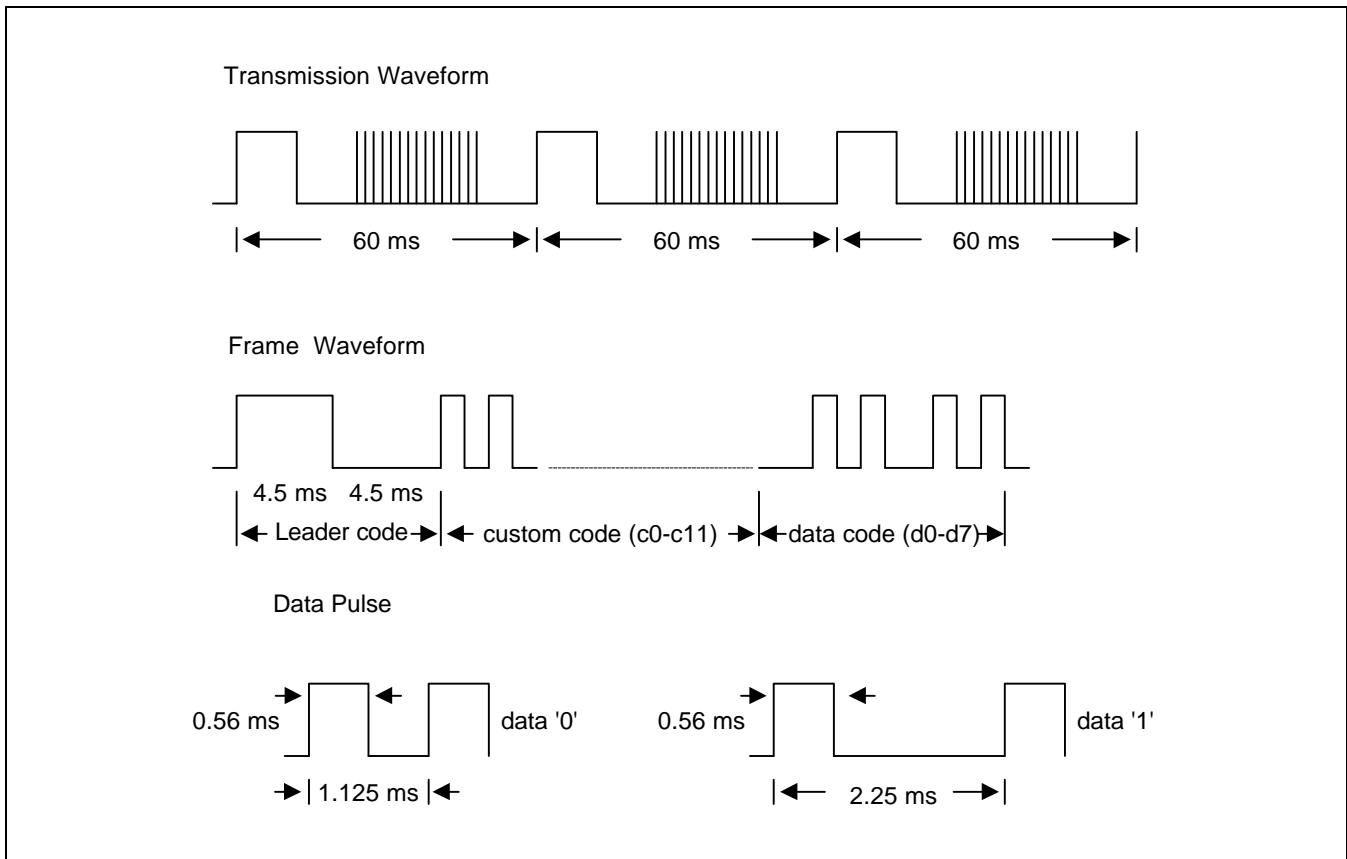 Transmission Waveform
60 ms 60 ms 60 ms
Frame Waveform
4.5 ms 4.5 ms
Leader code custom code (c0-c11) data code (d0-d7)
Data Pulse
0.56 ms data '0' 0.56 ms data '1'
1.125 ms 2.25 ms